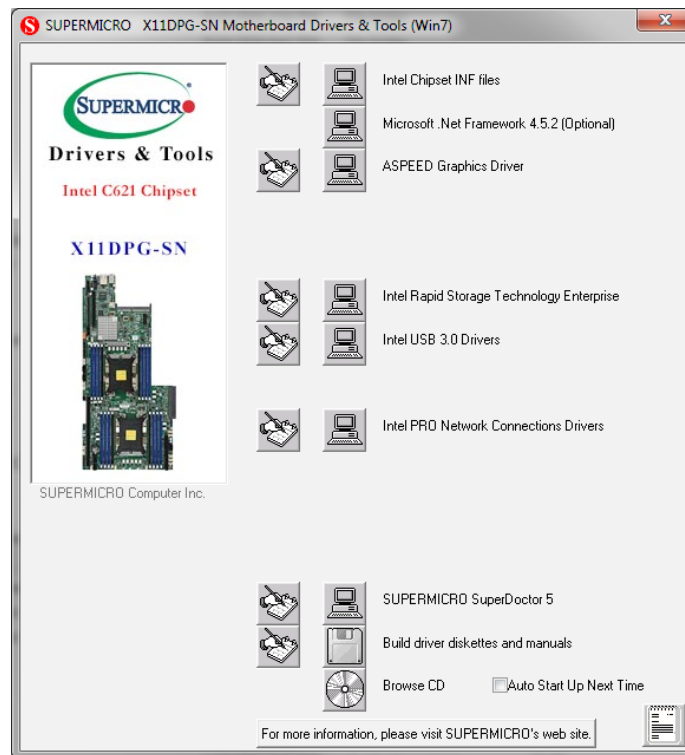 SUPERMICRO X11DPG-SN Motherboard Drivers & Tools (Win7)
SUPERMICRO
Drivers & Tools
Intel C621 Chipset
X11DPG-SN
SUPERMICRO Computer Inc.
Intel Chipset INF files
Microsoft .Net Framework 4.5.2 (Optional)
ASPEED Graphics Driver
Intel Rapid Storage Technology Enterprise
Intel USB 3.0 Drivers
Intel PRO Network Connections Drivers
SUPERMICRO SuperDoctor 5
Build driver diskettes and manuals
Browse CD
Auto Start Up Next Time
For more information, please visit SUPERMICRO's web site.